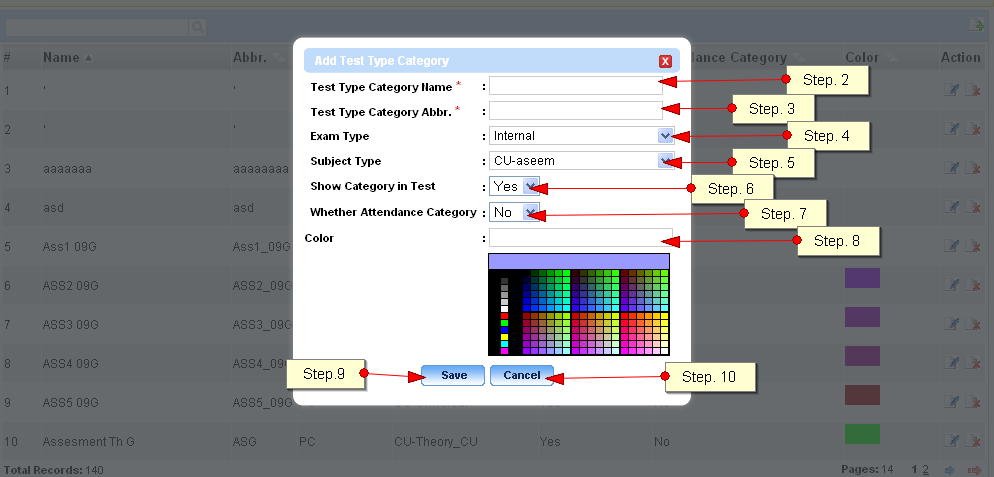 # Name Abbr. ance Category Color Action
Add Test Type Category X
Test Type Category Name * : Step. 2
Test Type Category Abbr. * : Step. 3
Exam Type : Internal Step. 4
Subject Type : CU-aseem Step. 5
Show Category in Test : Yes Step. 6
Whether Attendance Category : No Step. 7
Color : Step. 8
1 ' '
2 ' '
3 aaaaaaa aaaaaaaa
4 asd asd
5 Ass1 09G Ass1_09G
6 ASS2 09G ASS2_09G
7 ASS3 09G ASS3_09G
8 ASS4 09G ASS4_09G
Step.9 Save Cancel Step. 10
9 ASS5 09G ASS5_09G
10 Assesment Th G ASG PC CU-Theory_CU Yes No
Total Records: 140 Pages: 14 1 2